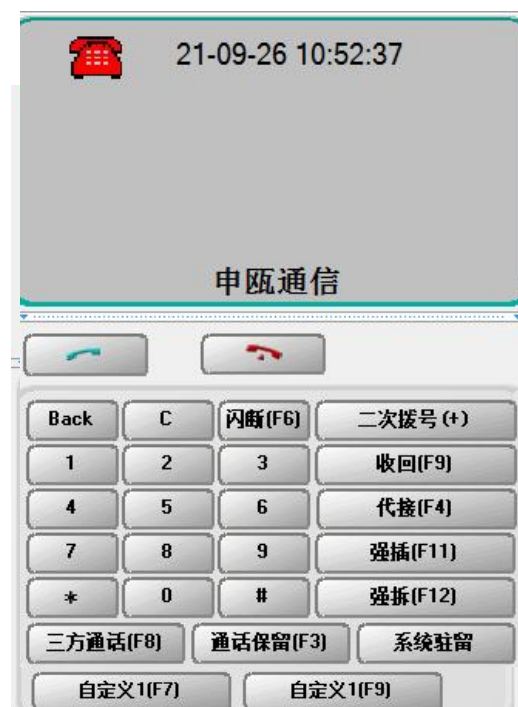 21-09-26 10:52:37
申瓯通信
Back C 闪断(F6) 二次拨号(+)
1 2 3 收回(F9)
4 5 6 代接(F4)
7 8 9 强插(F11)
* 0 # 强拆(F12)
三方通话(F8) 通话保留(F3) 系统驻留
自定义1(F7) 自定义1(F9)